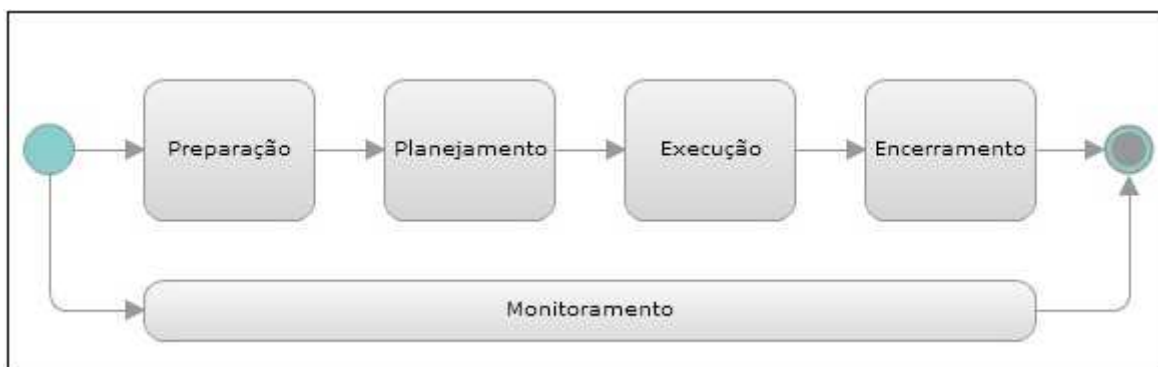 Preparação
Planejamento
Execução
Encerramento
Monitoramento